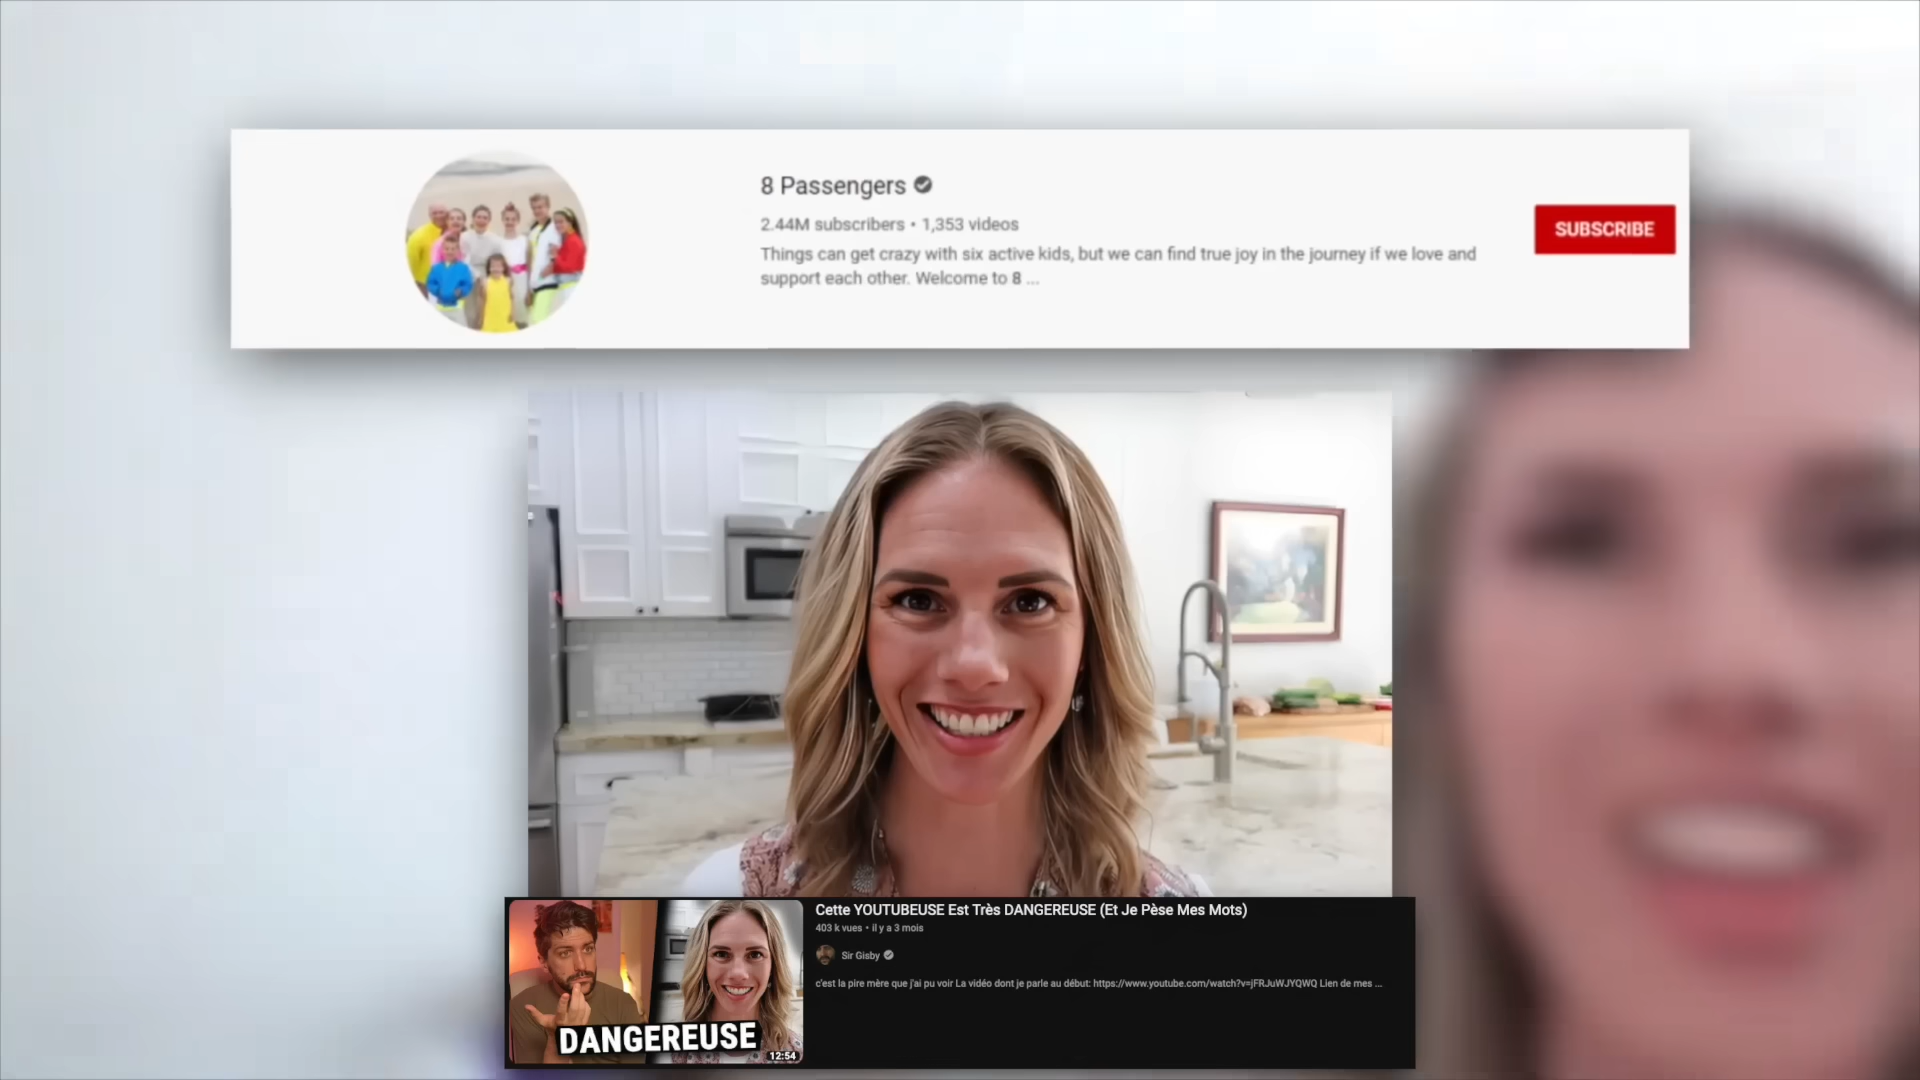 8 Passengers
2.44M subscribers • 1,353 videos
Things can get crazy with six active kids, but we can find true joy in the journey if we love and
support each other. Welcome to 8 ...
SUBSCRIBE
DANGEREUSE
12:54
Cette YOUTUBEUSE Est Très DANGEREUSE (Et Je Pèse Mes Mots)
403 k vues • il y a 3 mois
Sir Gisby
c'est la pire mère que j'ai pu voir La vidéo dont je parle au début: https://www.youtube.com/watch?v=jFRJuWJYQWQ Lien de mes ...